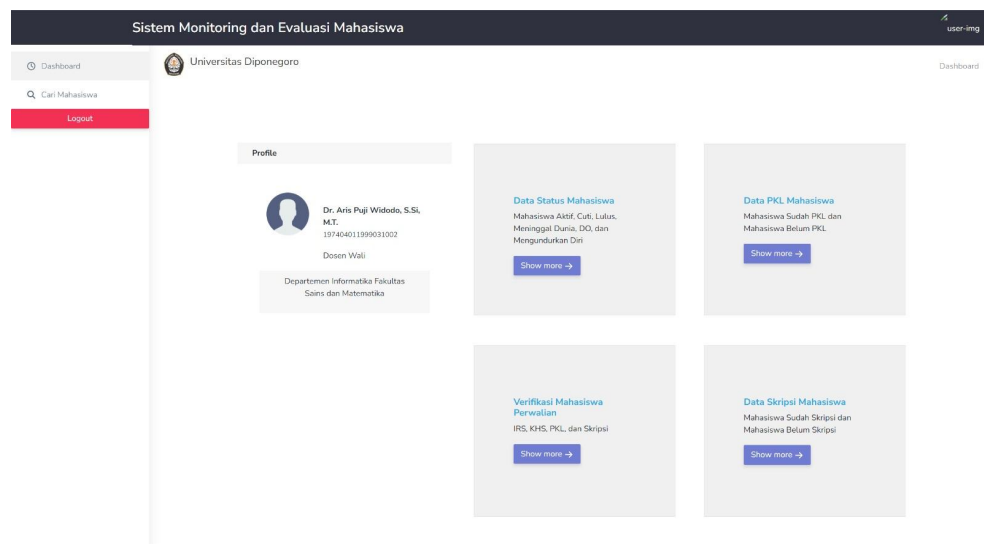 Sistem Monitoring dan Evaluasi Mahasiswa
user-img
Dashboard
Cari Mahasiswa
Logout
Universitas Diponegoro
Dashboard
Profile
Dr. Aris Puji Widodo, S.Si,
M.T.
197404011999031002
Dosen Wali
Departemen Informatika Fakultas
Sains dan Matematika
Data Status Mahasiswa
Mahasiswa Aktif, Cuti, Lulus,
Meninggal Dunia, DO, dan
Mengundurkan Diri
Show more →
Data PKL Mahasiswa
Mahasiswa Sudah PKL dan
Mahasiswa Belum PKL
Show more →
Verifikasi Mahasiswa
Perwalian
IRS, KHS, PKL, dan Skripsi
Show more →
Data Skripsi Mahasiswa
Mahasiswa Sudah Skripsi dan
Mahasiswa Belum Skripsi
Show more →